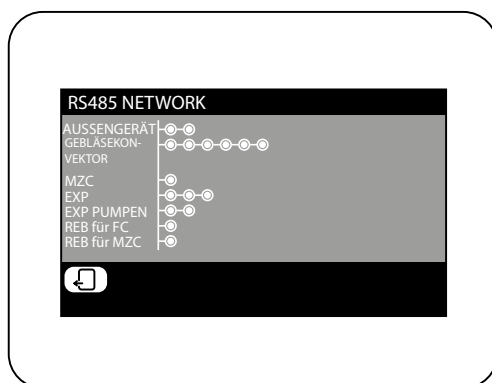 RS485 NETWORK
AUSSENGERÄT
GEBLÄSEKON-
VEKTOR
MZC
EXP
EXP PUMPEN
REB für FC
REB für MZC